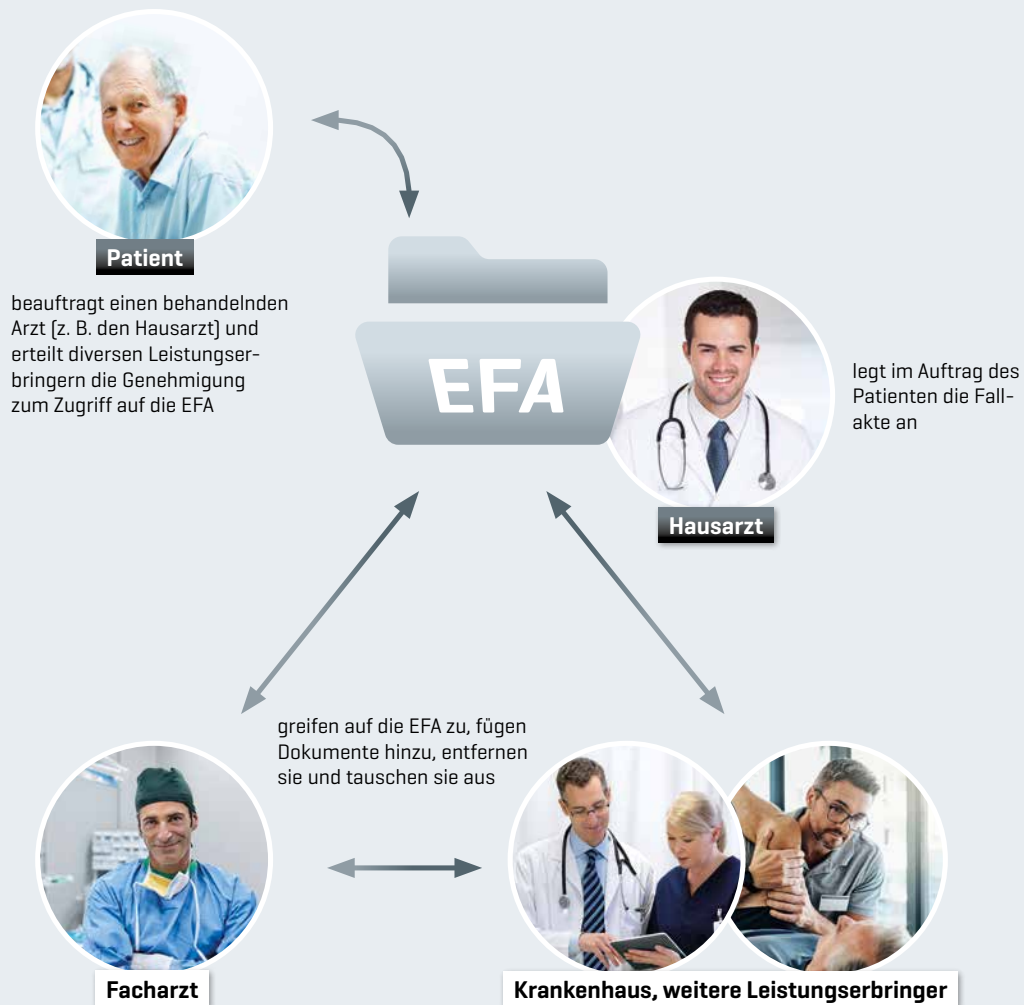 Patient
beauftragt einen behandelnden
Arzt (z. B. den Hausarzt) und
erteilt diversen Leistungser-
bringern die Genehmigung
zum Zugriff auf die EFA
EFA
legt im Auftrag des
Patienten die Fall-
akte an
Hausarzt
greifen auf die EFA zu, fügen
Dokumente hinzu, entfernen
sie und tauschen sie aus
Facharzt
Krankenhaus, weitere Leistungserbringer